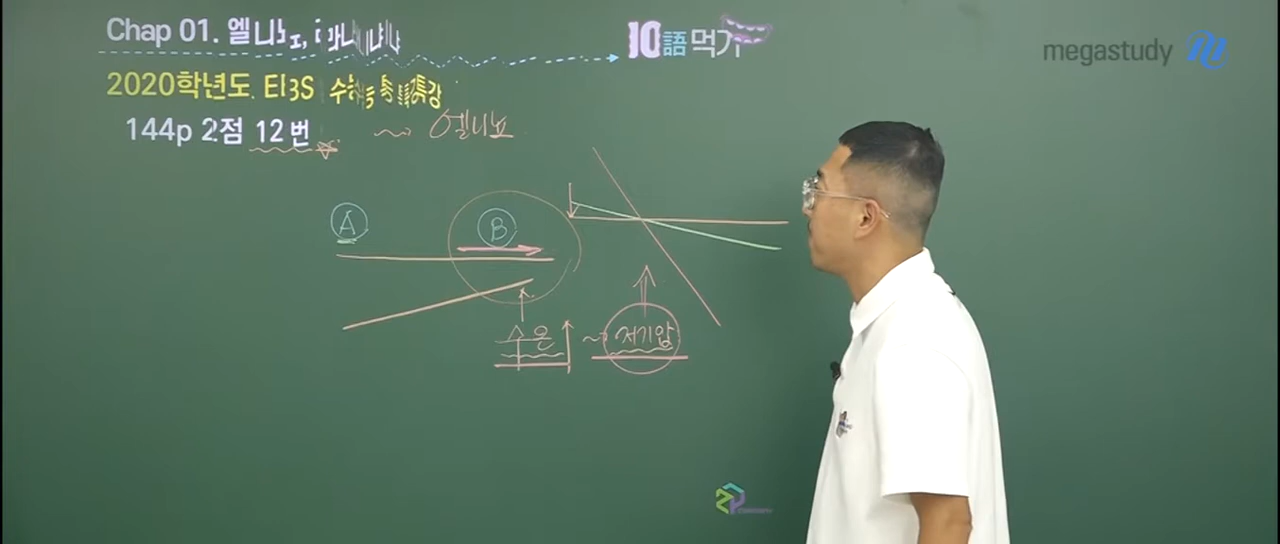 Chap 01. 엘니뇨, 라니냐
10語먹기
megastudy
2020학년도 EBS 수능특강
144p 2점 12번
~ 엘니뇨
A
B
수온 ~ 저기압